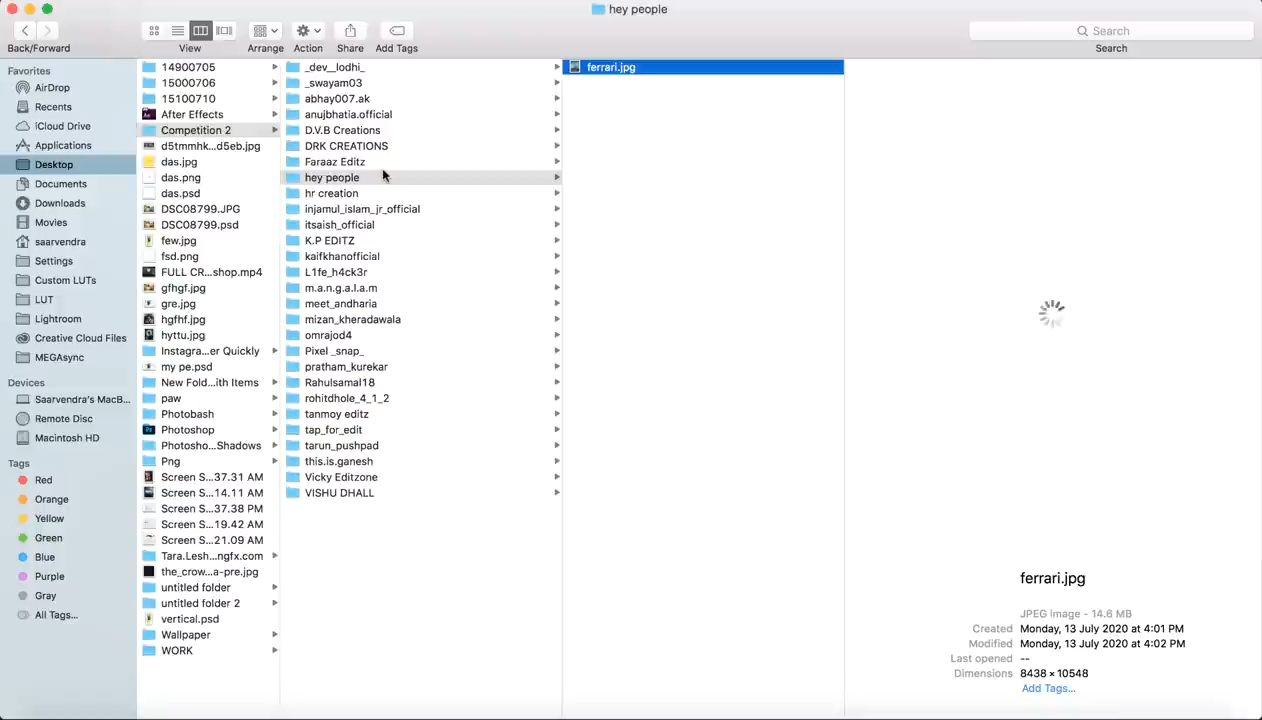 hey people
Back/Forward
View
Arrange
Action
Share
Add Tags
Search
Search
Favorites
AirDrop
Recents
iCloud Drive
Applications
Desktop
Documents
Downloads
Movies
saarvendra
Settings
Custom LUTs
LUT
Lightroom
Creative Cloud Files
MEGAsync
Devices
Saarvendra's MacB...
Remote Disc
Macintosh HD
Tags
Red
Orange
Yellow
Green
Blue
Purple
Gray
All Tags...
14900705
15000706
15100710
After Effects
Competition 2
d5tmmhk...d5eb.jpg
das.jpg
das.png
das.psd
DSC08799.JPG
DSC08799.psd
few.jpg
fsd.png
FULL CR...shop.mp4
gfhgf.jpg
gre.jpg
hgfhf.jpg
hyttu.jpg
Instagra...er Quickly
my pe.psd
New Fold...ith Items
paw
Photobash
Photoshop
Photosho...Shadows
Png
Screen S...37.31 AM
Screen S...14.11 AM
Screen S...37.38 PM
Screen S...19.42 AM
Screen S...21.09 AM
Tara.Lesh...ngfx.com
the_crow...a-pre.jpg
untitled folder
untitled folder 2
vertical.psd
Wallpaper
WORK
_dev__lodhi_
_swayam03
abhay007.ak
anujbhatia.official
D.V.B Creations
DRK CREATIONS
Faraaz Editz
hey people
hr creation
injamul_islam_jr_official
itsaish_official
K.P EDITZ
kaifkhanofficial
L1fe_h4ck3r
m.a.n.g.a.l.a.m
meet_andharia
mizan_kheradawala
omrajod4
Pixel _snap_
pratham_kurekar
Rahulsamal18
rohitdhole_4_1_2
tanmoy editz
tap_for_edit
tarun_pushpad
this.is.ganesh
Vicky Editzone
VISHU DHALL
ferrari.jpg
ferrari.jpg
JPEG image - 14.6 MB
Created Monday, 13 July 2020 at 4:01 PM
Modified Monday, 13 July 2020 at 4:02 PM
Last opened --
Dimensions 8438 × 10548
Add Tags...